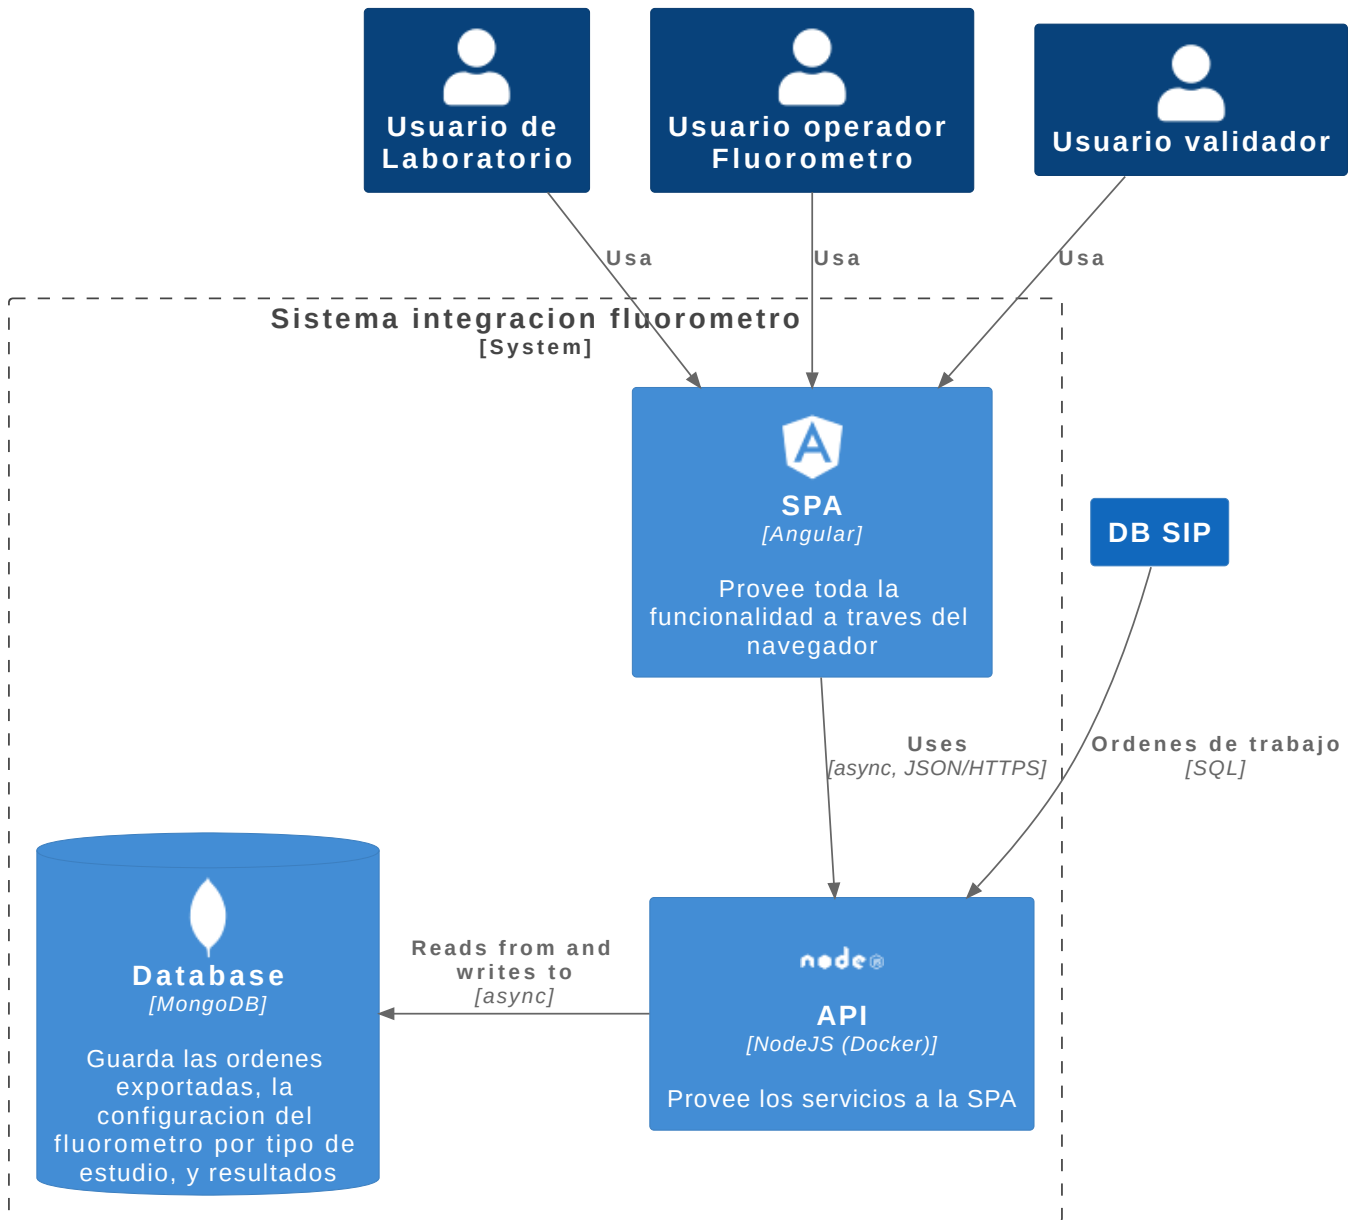 Usuario de
Laboratorio
Usuario operador
Fluorometro
Usuario validador
Usa
Usa
Usa
Sistema integracion fluorometro
[System]
SPA
[Angular]
Provee toda la
funcionalidad a traves del
navegador
DB SIP
Uses
[async, JSON/HTTPS]
Ordenes de trabajo
[SQL]
Database
[MongoDB]
Guarda las ordenes
exportadas, la
configuracion del
fluorometro por tipo de
estudio, y resultados
Reads from and
writes to
[async]
node JS
API
[NodeJS (Docker)]
Provee los servicios a la SPA